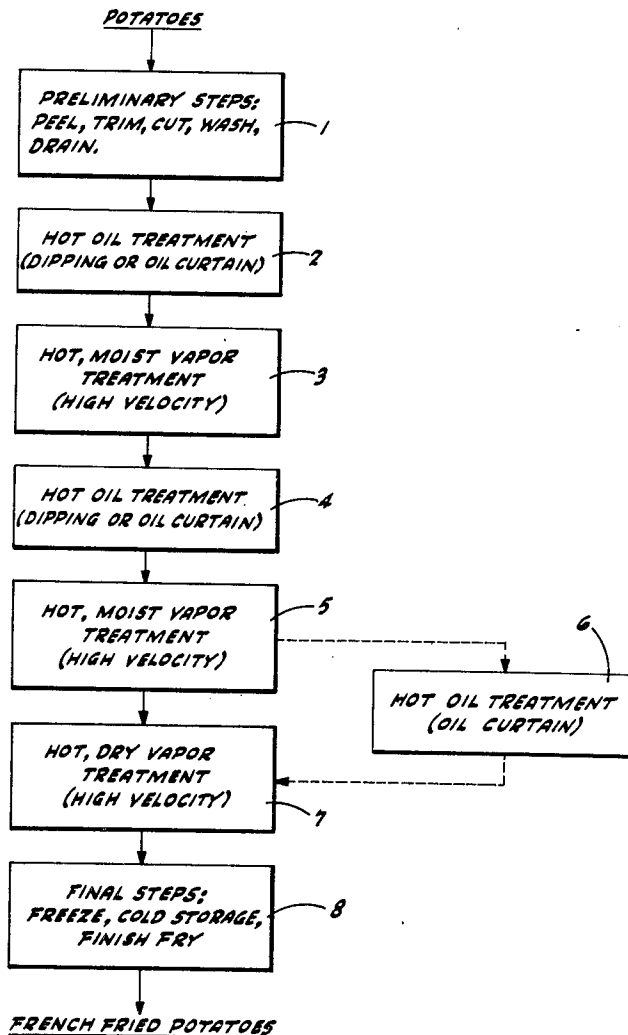 POTATOES
PRELIMINARY STEPS:
PEEL, TRIM, CUT, WASH,
DRAIN.
1
HOT OIL TREATMENT
(DIPPING OR OIL CURTAIN)
2
HOT, MOIST VAPOR
TREATMENT
(HIGH VELOCITY)
3
HOT OIL TREATMENT
(DIPPING OR OIL CURTAIN)
4
HOT, MOIST VAPOR
TREATMENT
(HIGH VELOCITY)
5
6
HOT OIL TREATMENT
(OIL CURTAIN)
HOT, DRY VAPOR
TREATMENT
(HIGH VELOCITY)
7
FINAL STEPS;
FREEZE, COLD STORAGE,
FINISH FRY
8
FRENCH FRIED POTATOES